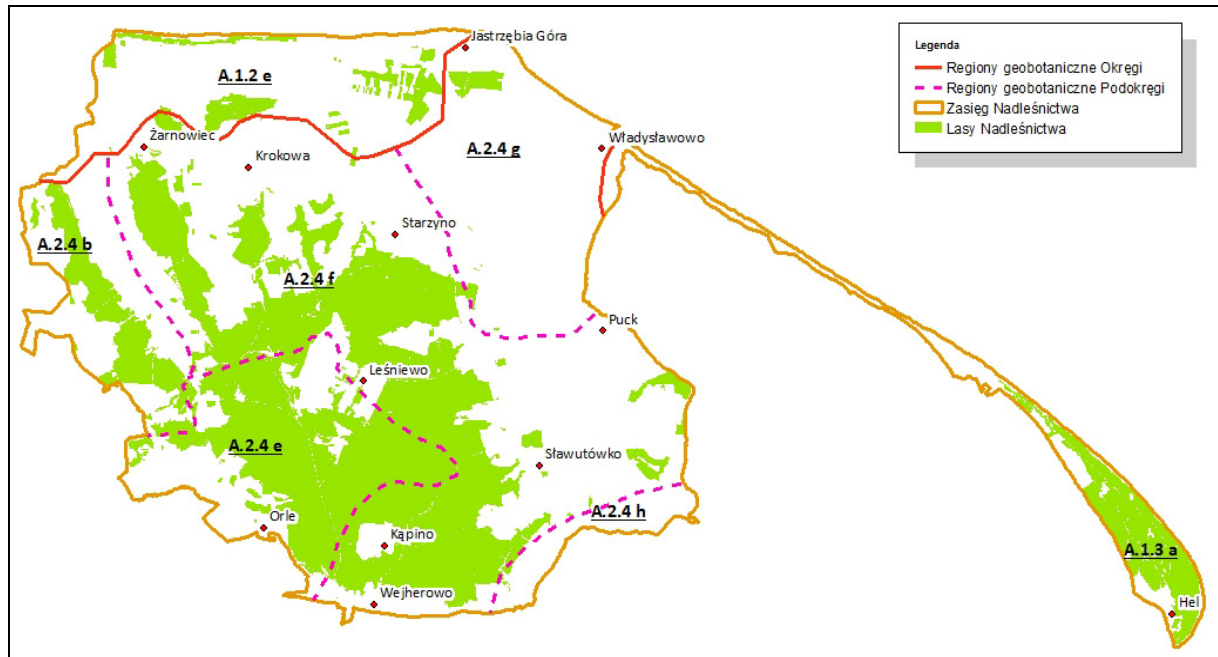 Jastrzębia Góra
Legenda
Regiony geobotaniczne Okręgi
Regiony geobotaniczne Podokręgi
Zasięg Nadleśnictwa
Lasy Nadleśnictwa
A.1.2 e
Żarnowiec
Władysławowo
A.2.4 g
Krokowa
Starzyno
A.2.4 b
A.2.4 f
Puck
Leśniewo
A.2.4 e
Sławutówko
A.2.4 h
Orle
Kąpino
A.1.3 a
Wejherowo
Hel